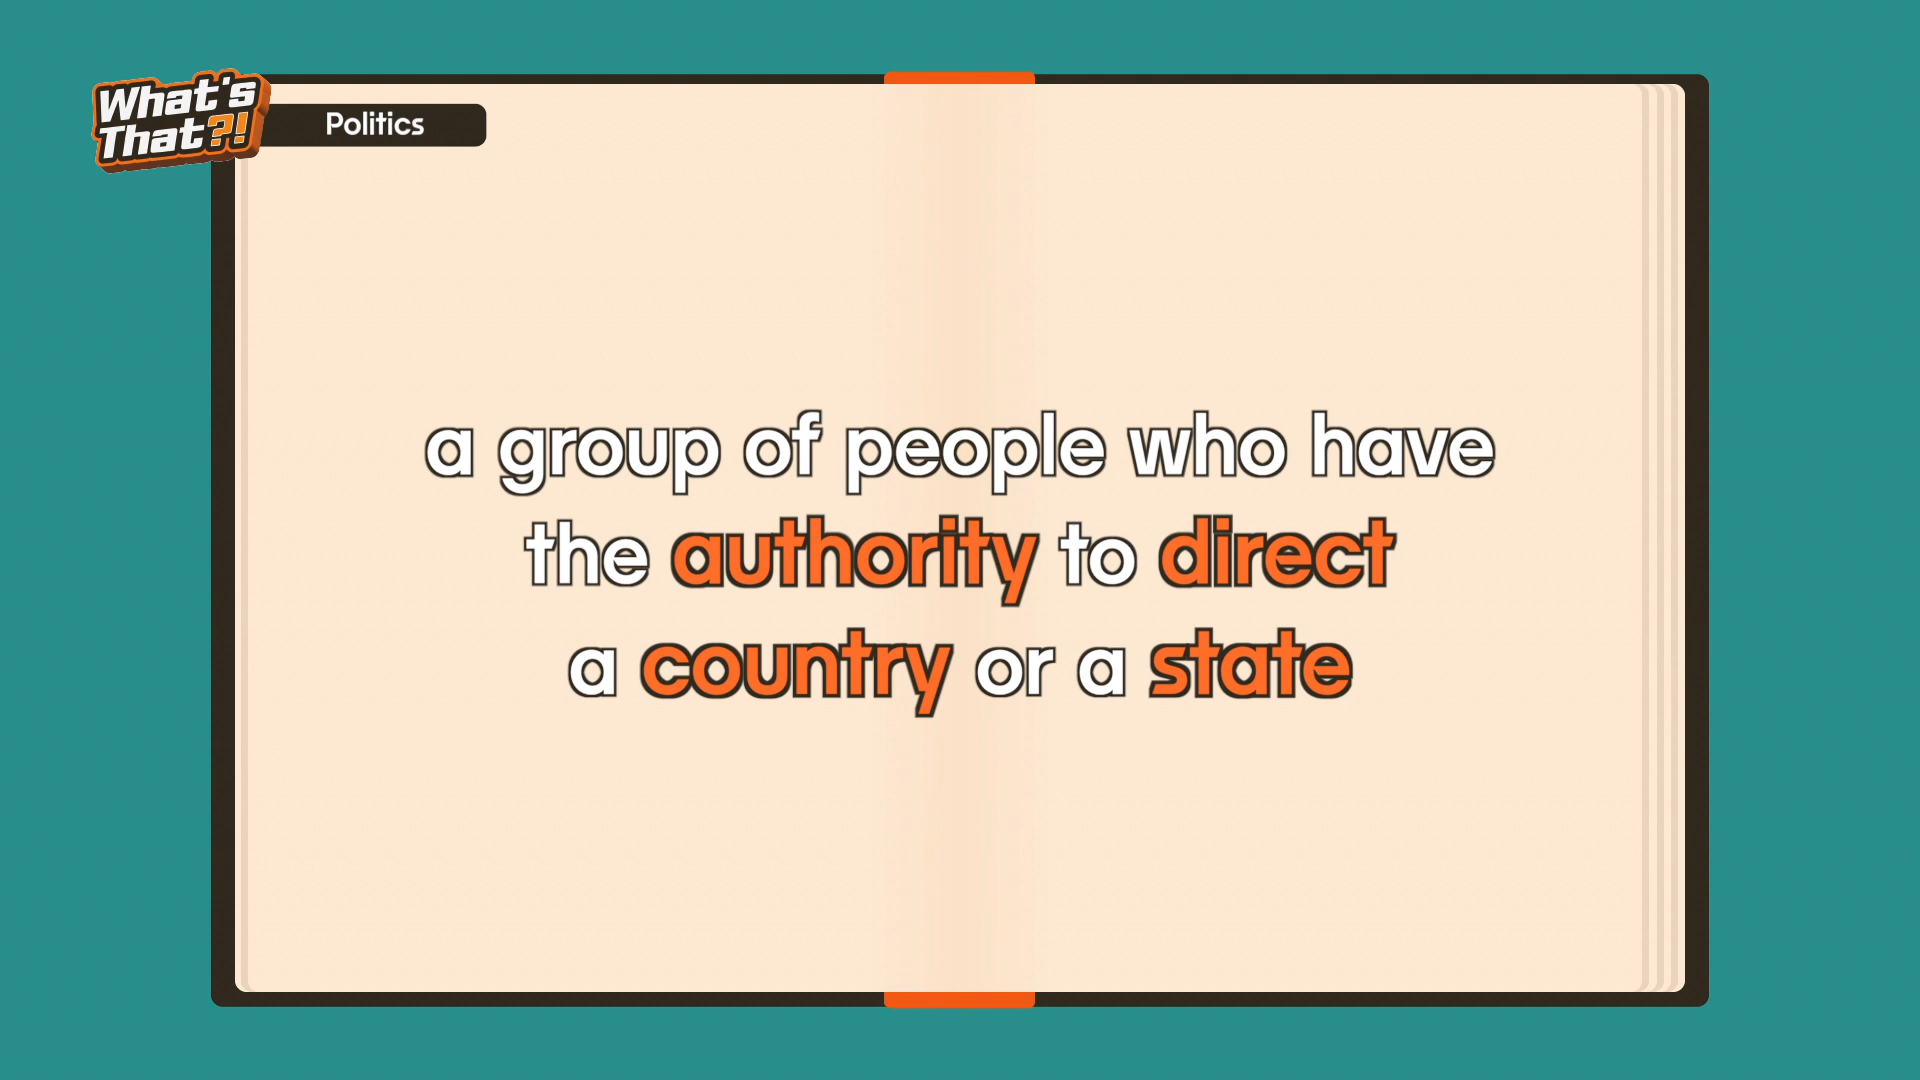 What's
That?!
Politics
a group of people who have
the authority to direct
a country or a state